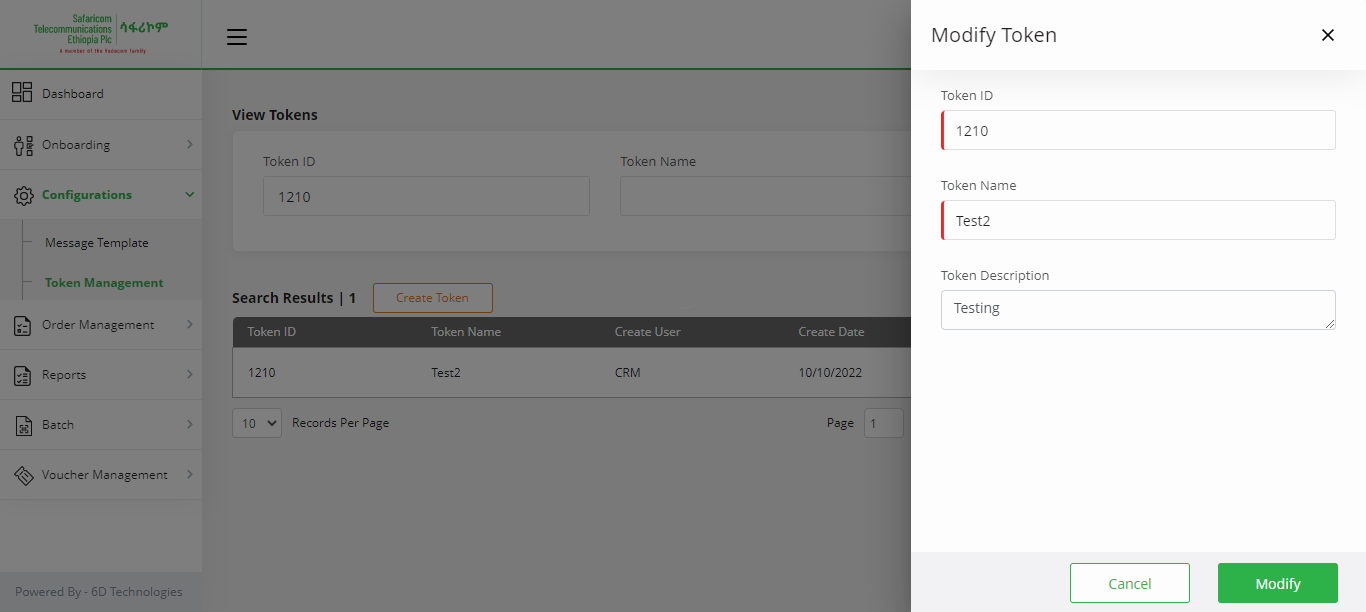 Safaricom
Telecommunications
Ethiopia Plc
ሳፋሪኮም
A member of the Vodacom family
Dashboard
Onboarding
Configurations
Message Template
Token Management
Order Management
Reports
Batch
Voucher Management
Powered By - 6D Technologies
View Tokens
Token ID Token Name
1210
Search Results | 1 Create Token
Token ID Token Name Create User Create Date
1210 Test2 CRM 10/10/2022
10 Records Per Page Page 1
Modify Token
Token ID
1210
Token Name
Test2
Token Description
Testing
Cancel Modify